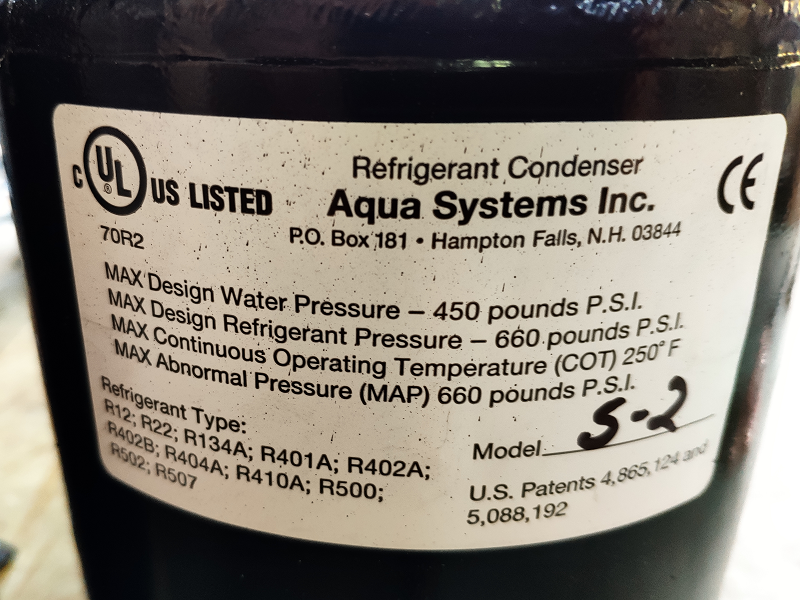 C UL ® US LISTED
70R2
Refrigerant Condenser
Aqua Systems Inc.
P.O. Box 181 • Hampton Falls, N.H. 03844
CE
MAX Design Water Pressure – 450 pounds P.S.I.
MAX Design Refrigerant Pressure – 660 pounds P.S.I.
MAX Continuous Operating Temperature (COT) 250° F
MAX Abnormal Pressure (MAP) 660 pounds P.S.I.
Refrigerant Type:
R12; R22; R134A; R401A; R402A;
R402B; R404A; R410A; R500;
R502; R507
Model S-2
U.S. Patents 4,865,124 and
5,088,192